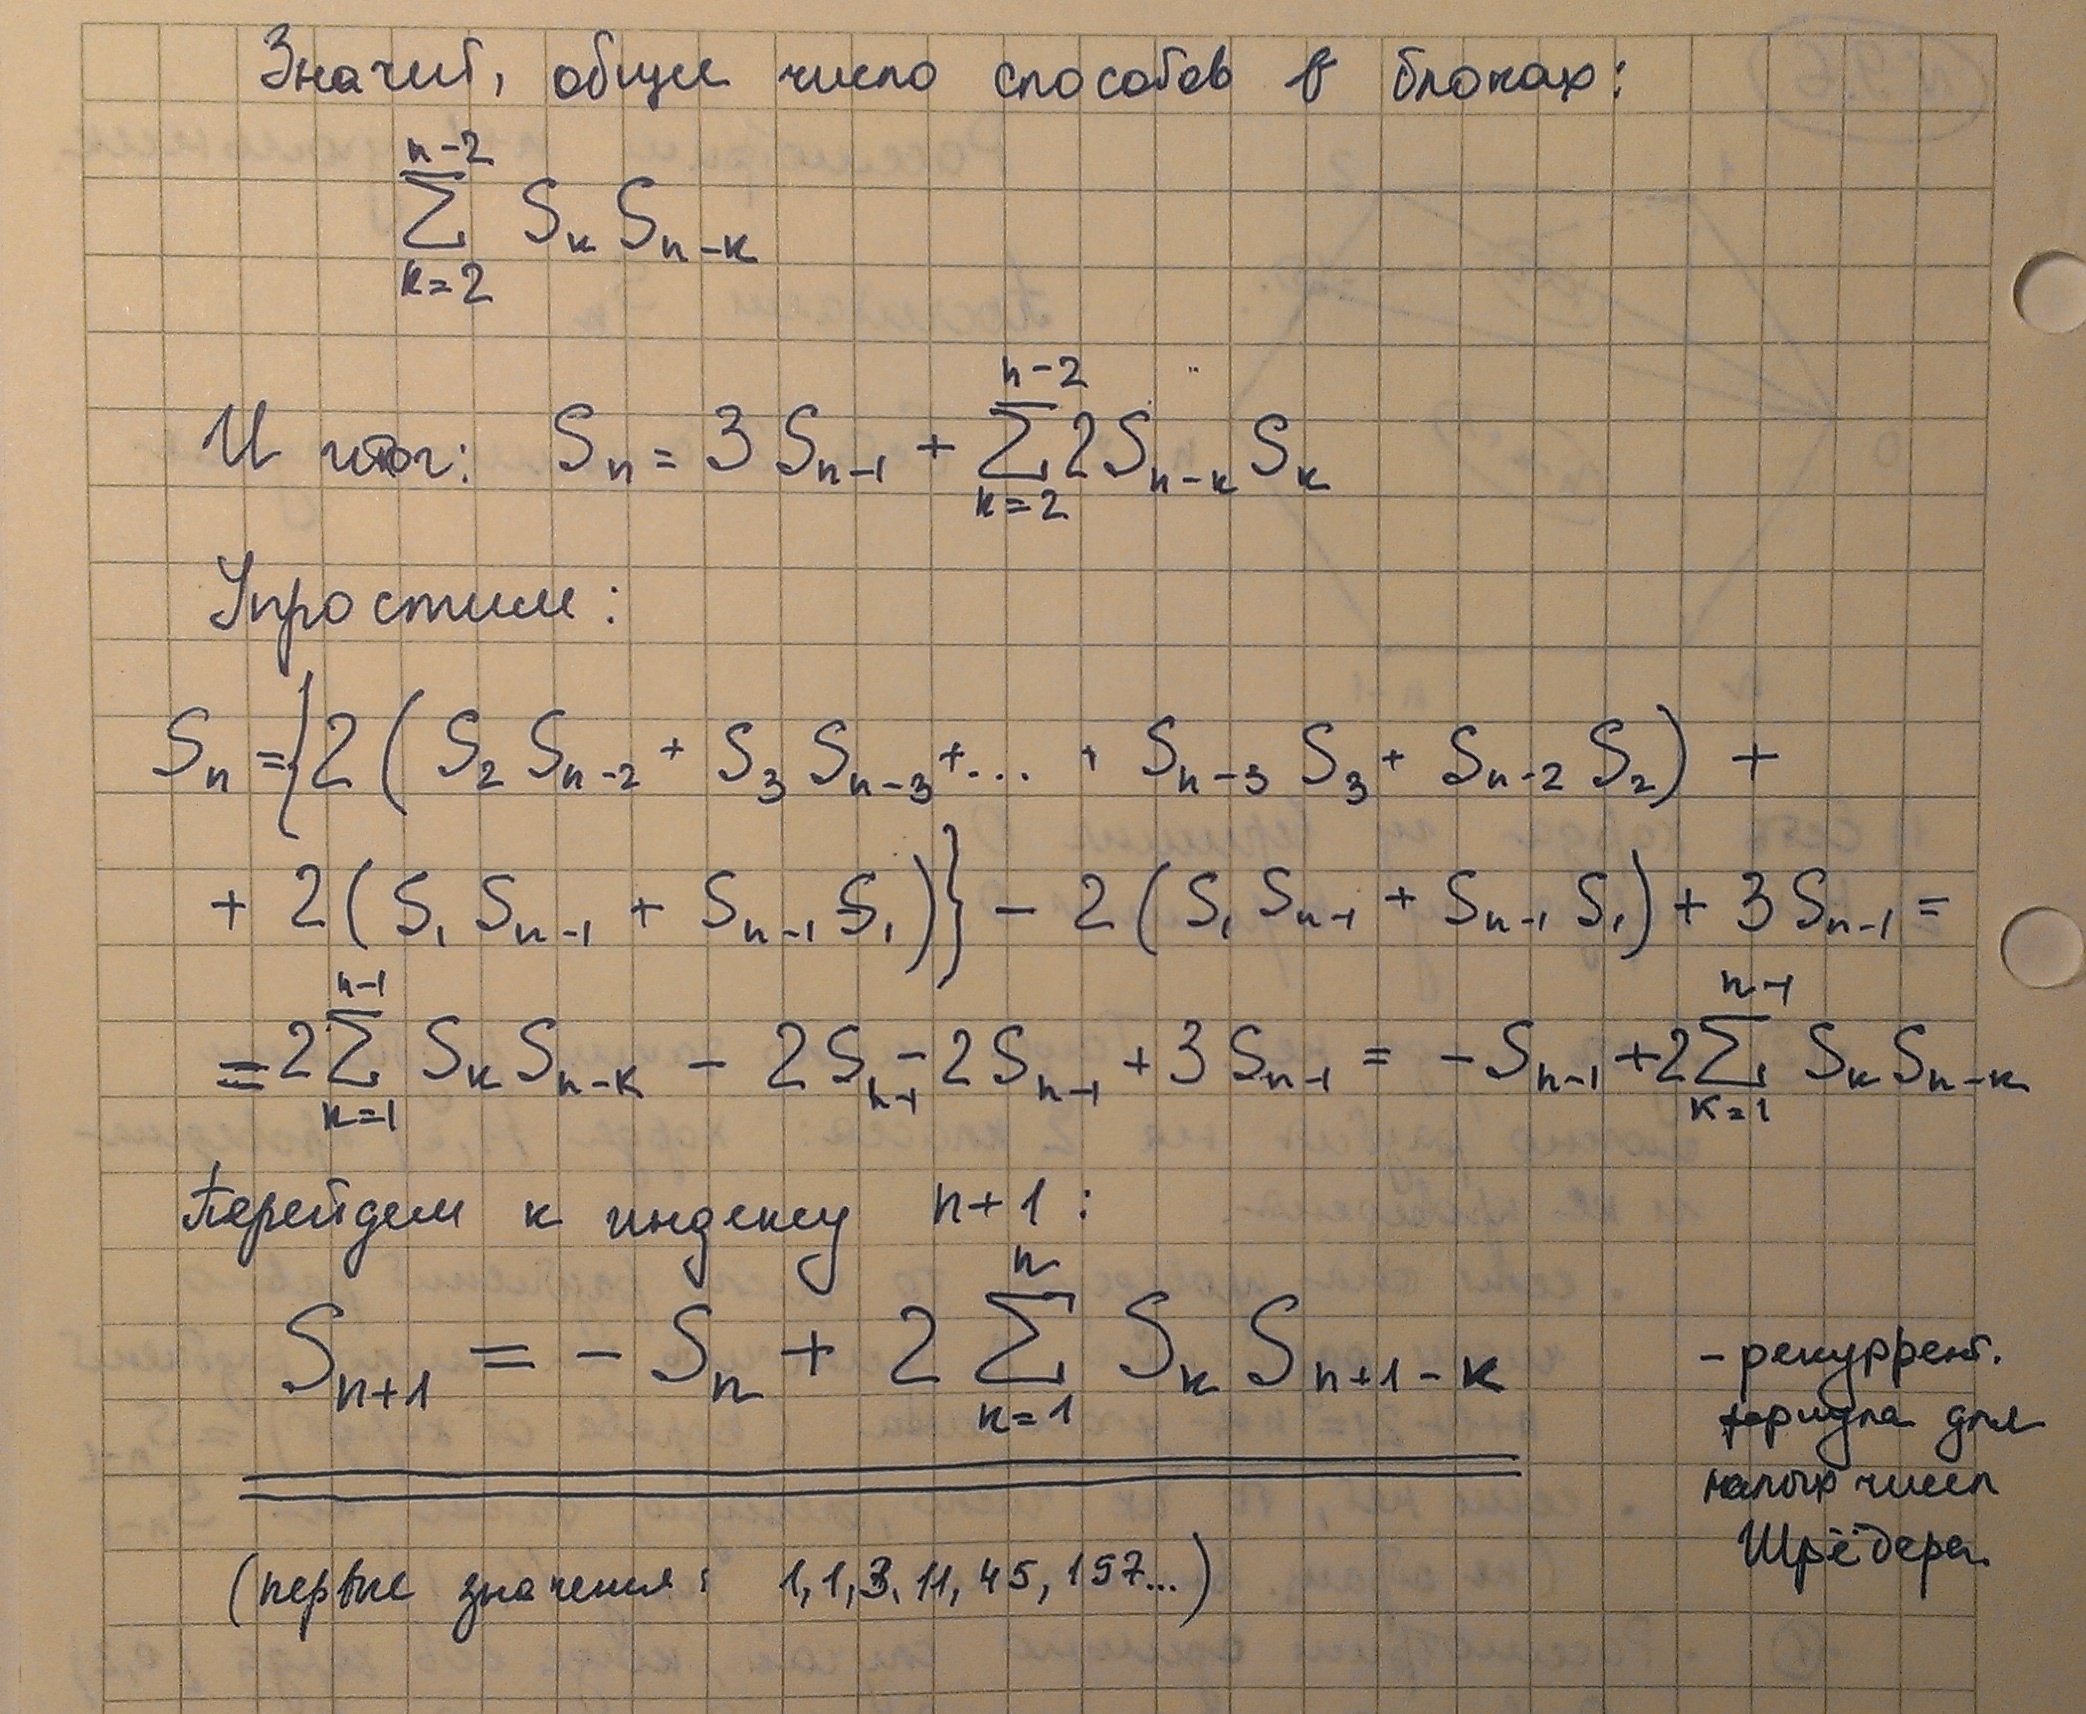 Значит, общее число способов в блоках:
\sum_{k=2}^{n-2} S_k S_{n-k}
Итог: S_n = 3S_{n-1} + \sum_{k=2}^{n-2} 2S_{n-k} S_k
Упростим:
S_n = {2(S_2 S_{n-2} + S_3 S_{n-3} + ... + S_{n-3} S_3 + S_{n-2} S_2) +
+ 2(S_1 S_{n-1} + S_{n-1} S_1)} - 2(S_1 S_{n-1} + S_{n-1} S_1) + 3S_{n-1} =
= 2\sum_{k=1}^{n-1} S_k S_{n-k} - 2S_{n-1} - 2S_{n-1} + 3S_{n-1} = -S_{n-1} + 2\sum_{k=1}^{n-1} S_k S_{n-k}
Перейдем к индексу n+1:
S_{n+1} = -S_n + 2\sum_{k=1}^{n} S_k S_{n+1-k}
- рекуррент.
формула для
малых чисел
Шрёдера.
(первые значения: 1, 1, 3, 11, 45, 197...)